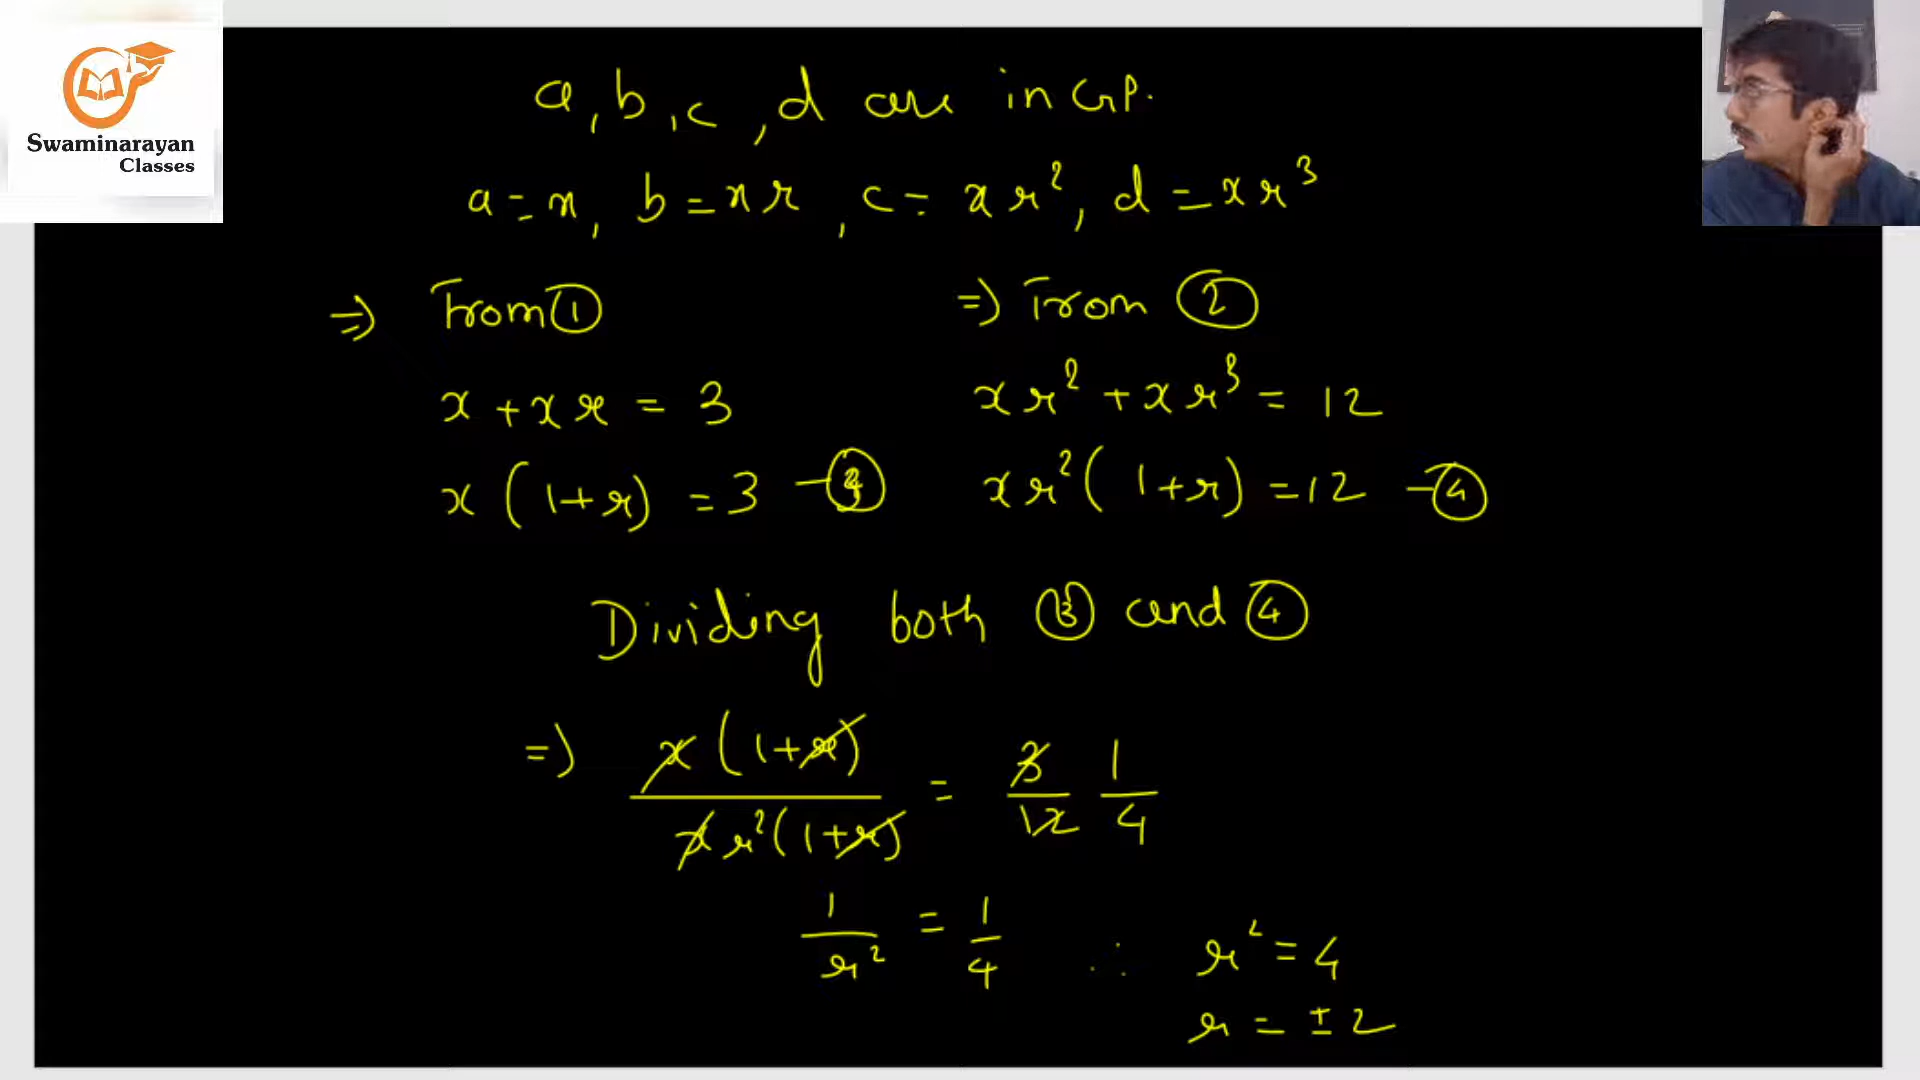 Swaminarayan
Classes
a, b, c, d are in GP.
a = x, b = xr, c = xr², d = xr³
⇒ From ①
x + xr = 3
x (1+r) = 3 — ③
⇒ From ②
xr² + xr³ = 12
xr² (1+r) = 12 — ④
Dividing both ③ and ④
⇒ x(1+r) / xr²(1+r) = 3/12 1/4
1/r² = 1/4 ∴ r² = 4
r = ± 2